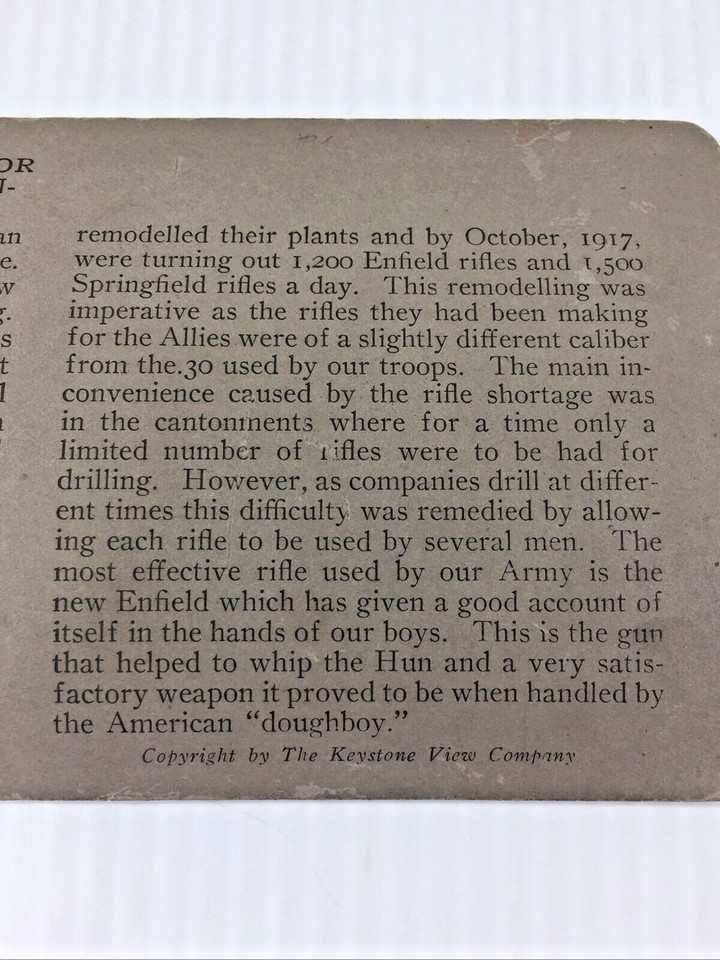 OR
N-
an
e.
w
g.
s
t
l
n
remodelled their plants and by October, 1917,
were turning out 1,200 Enfield rifles and 1,500
Springfield rifles a day. This remodelling was
imperative as the rifles they had been making
for the Allies were of a slightly different caliber
from the.30 used by our troops. The main in-
convenience caused by the rifle shortage was
in the cantonments where for a time only a
limited number of rifles were to be had for
drilling. However, as companies drill at differ-
ent times this difficulty was remedied by allow-
ing each rifle to be used by several men. The
most effective rifle used by our Army is the
new Enfield which has given a good account of
itself in the hands of our boys. This is the gun
that helped to whip the Hun and a very satis-
factory weapon it proved to be when handled by
the American “doughboy.”
Copyright by The Keystone View Company